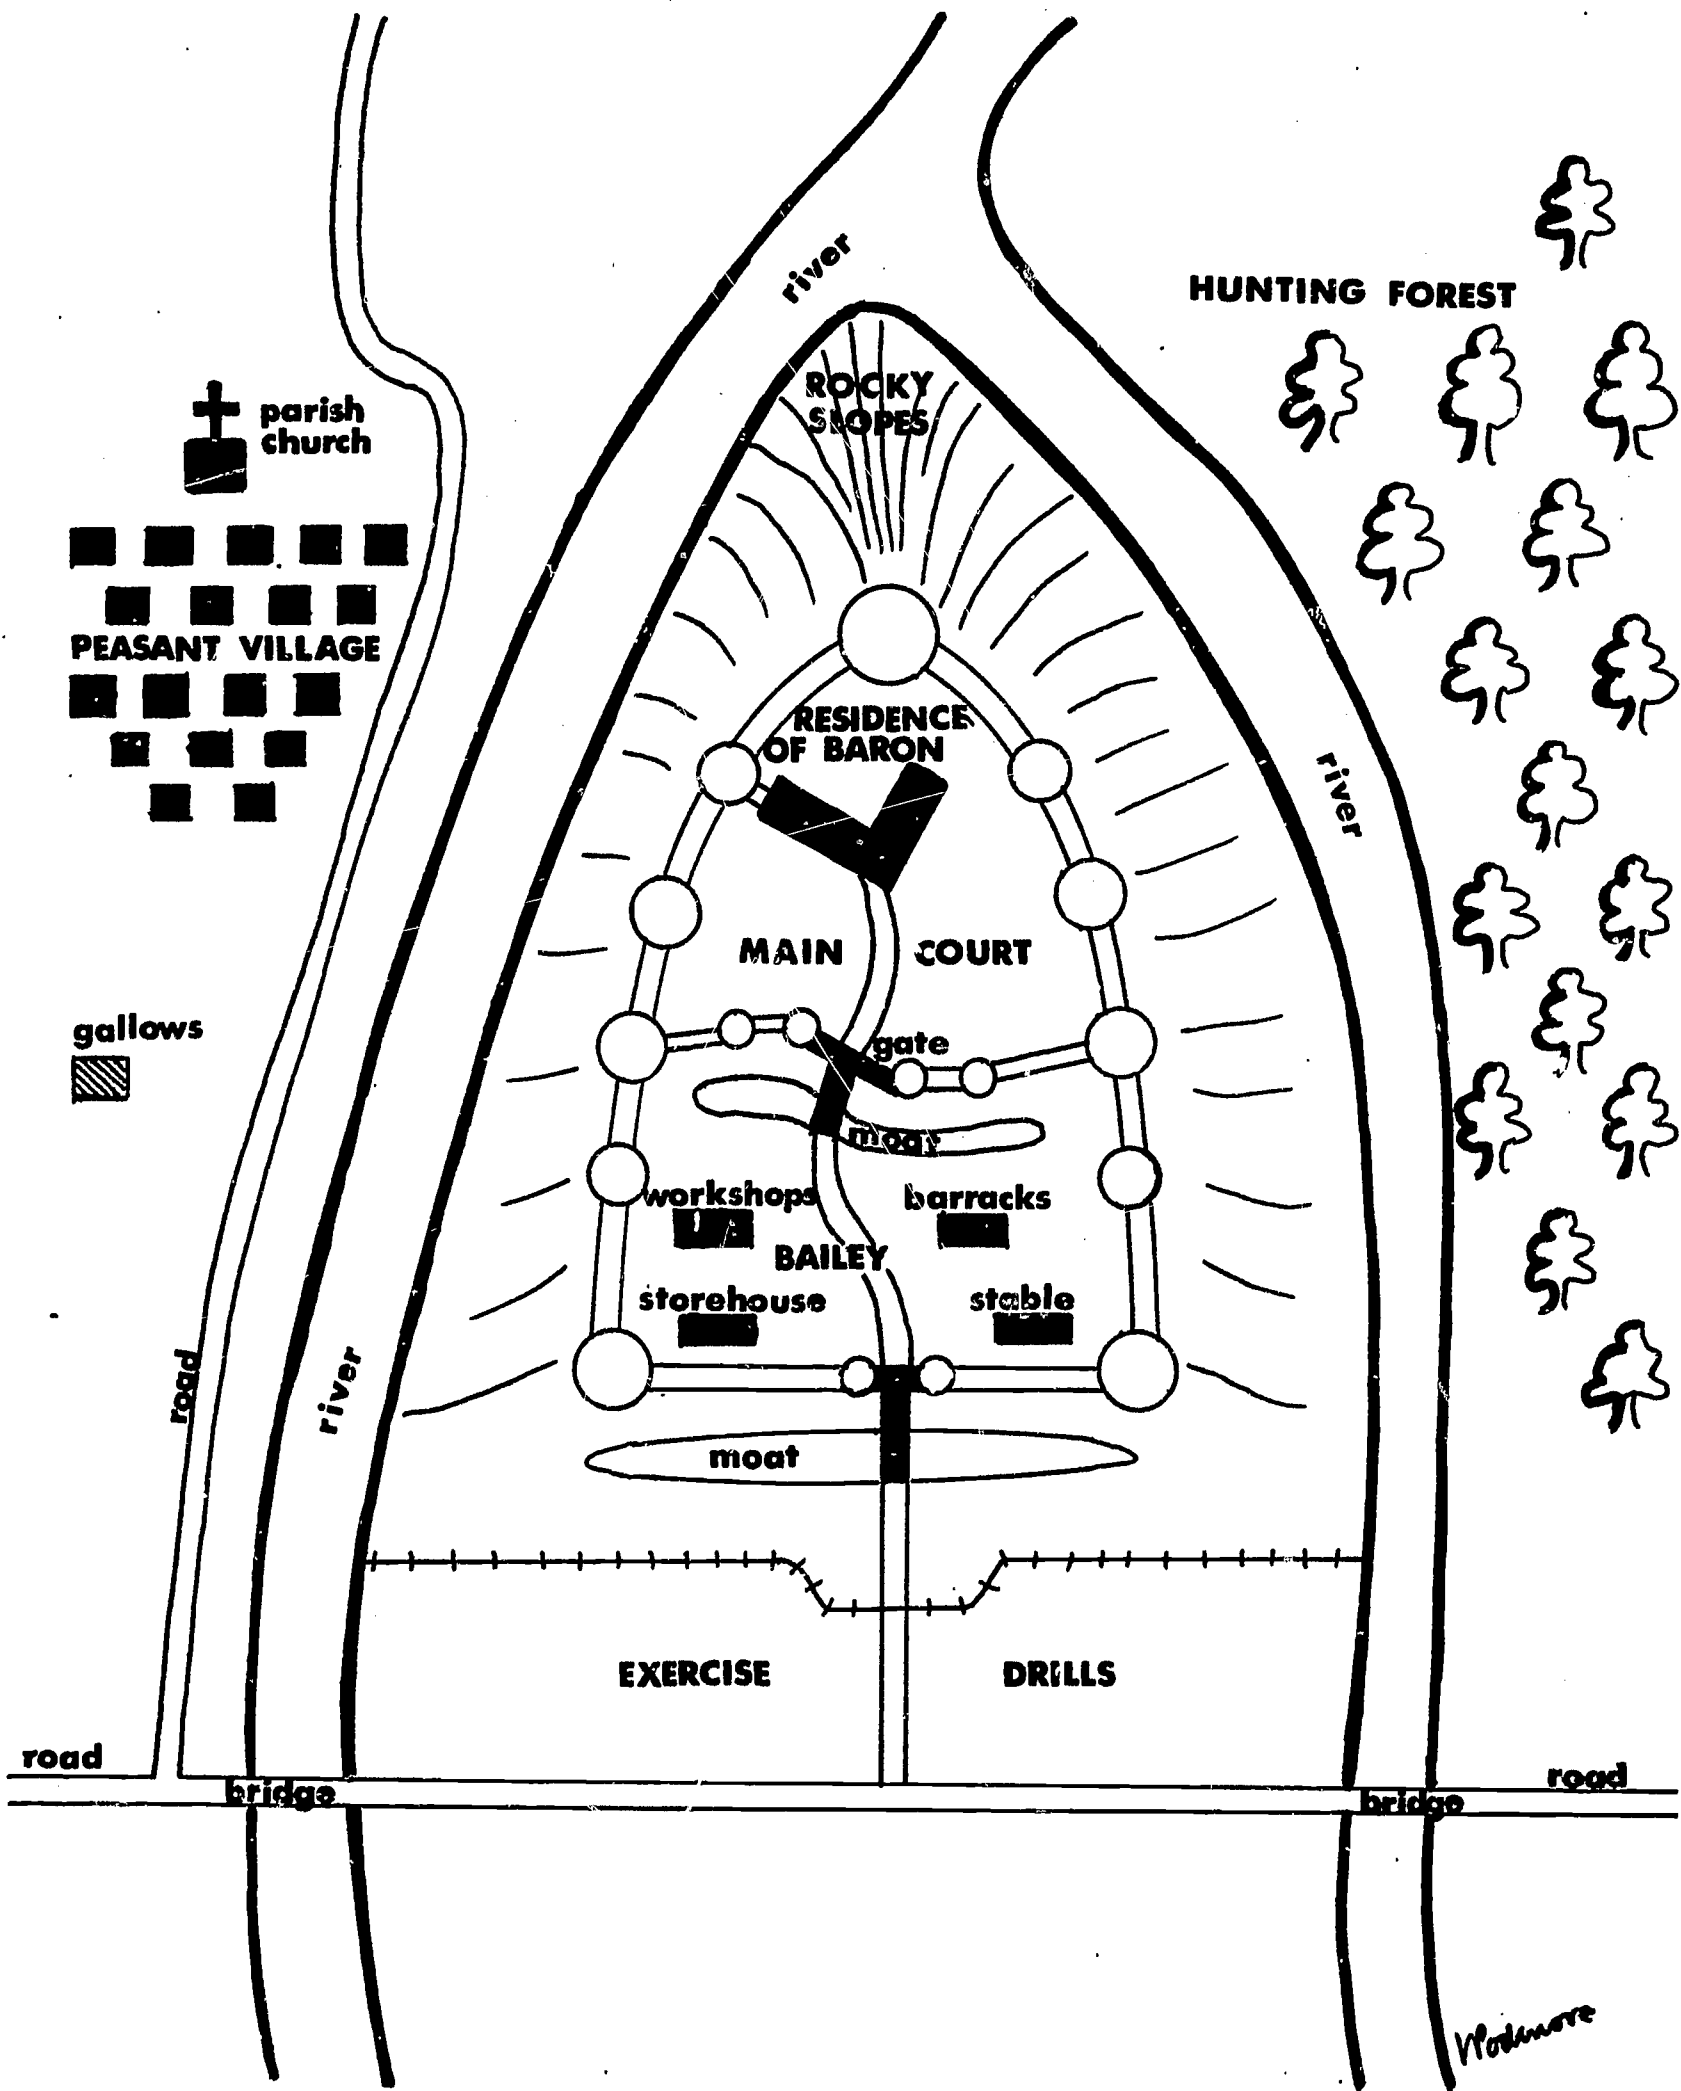 river
HUNTING FOREST
ROCKY
SLOPES
parish
church
PEASANT VILLAGE
RESIDENCE
OF BARON
river
MAIN COURT
gallows
gate
moat
workshops
barracks
BAILEY
storehouse
stable
road
river
moat
EXERCISE DRILLS
road
road
bridge
bridge